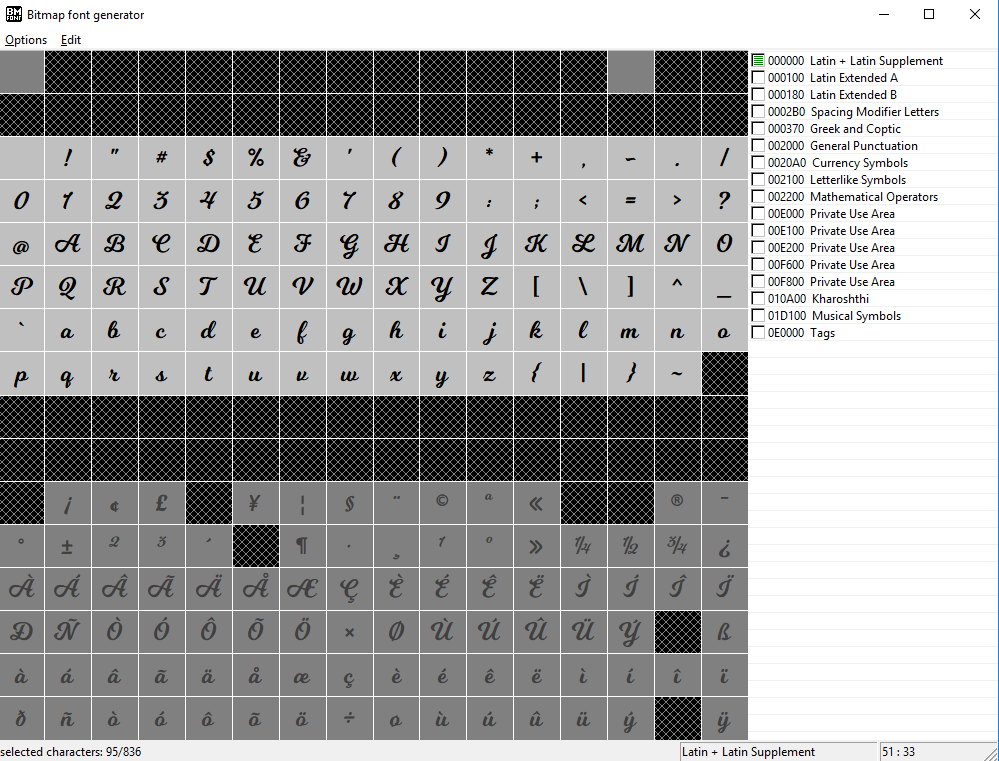 BM FONT Bitmap font generator
Options Edit
! " # $ % & ' ( ) * + , - . /
0 1 2 3 4 5 6 7 8 9 : ; < = > ?
@ A B C D E F G H I J K L M N O
P Q R S T U V W X Y Z [ \ ] ^ _
` a b c d e f g h i j k l m n o
p q r s t u v w x y z { | } ~
¡ ¢ £ ¥ ¦ § ¨ © ª « ® ¯
° ± ² ³ ´ ¶ · ¸ ¹ º » ¼ ½ ¾ ¿
À Á Â Ã Ä Å Æ Ç È É Ê Ë Ì Í Î Ï
Ð Ñ Ò Ó Ô Õ Ö × Ø Ù Ú Û Ü Ý ß
à á â ã ä å æ ç è é ê ë ì í î ï
ð ñ ò ó ô õ ö ÷ ø ù ú û ü ý ÿ
000000 Latin + Latin Supplement
000100 Latin Extended A
000180 Latin Extended B
0002B0 Spacing Modifier Letters
000370 Greek and Coptic
002000 General Punctuation
0020A0 Currency Symbols
002100 Letterlike Symbols
002200 Mathematical Operators
00E000 Private Use Area
00E100 Private Use Area
00E200 Private Use Area
00F600 Private Use Area
00F800 Private Use Area
010A00 Kharoshthi
01D100 Musical Symbols
0E0000 Tags
selected characters: 95/836
Latin + Latin Supplement
51 : 33